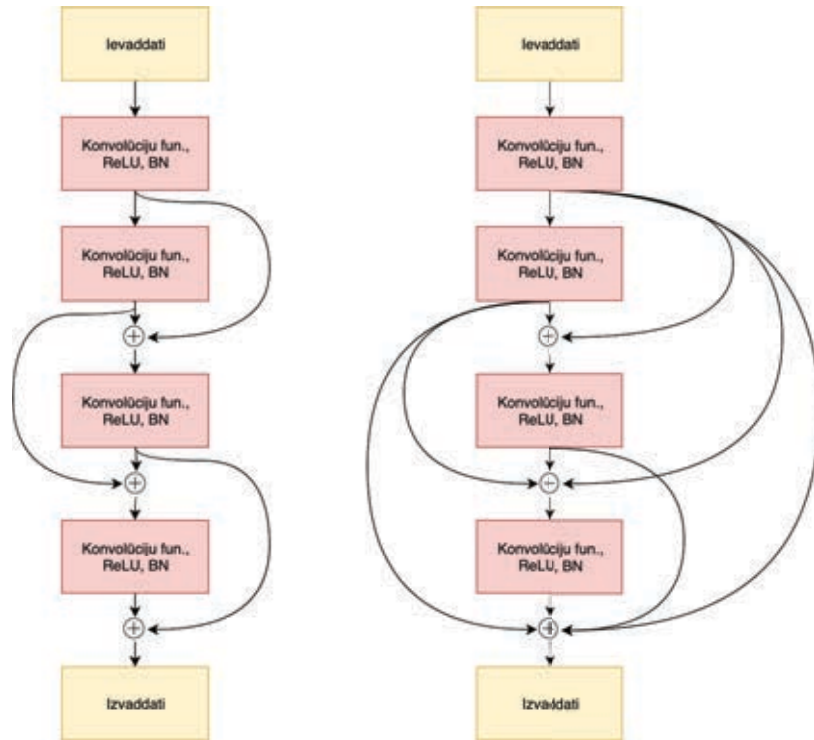 Ievaddati
Konvolūciju fun.,
ReLU, BN
Konvolūciju fun.,
ReLU, BN
Konvolūciju fun.,
ReLU, BN
Konvolūciju fun.,
ReLU, BN
Izvaddati
Ievaddati
Konvolūciju fun.,
ReLU, BN
Konvolūciju fun.,
ReLU, BN
Konvolūciju fun.,
ReLU, BN
Konvolūciju fun.,
ReLU, BN
Izvaddati